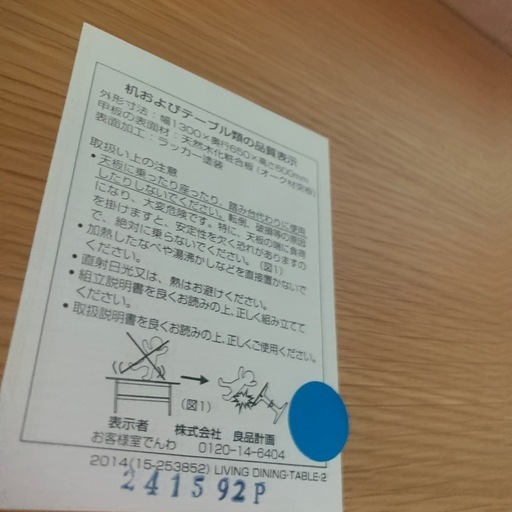 机およびテーブル類の品質表示
外形寸法：幅1300×奥行650×高さ600mm
甲板の表面材：天然木化粧合板（オーク材突板）
表面加工：ラッカー塗装
取扱い上の注意
•天板に乗ったり座ったり、踏み台代わりに使用
したりしないでください。転倒、破損等の原因
になり、大変危険です。特に、天板の端に負荷
を掛けますと、安定性を欠く恐れがありますの
で、絶対に乗らないでください。(図1)
•加熱したなべや湯沸かしなどを直接置かないで
ください。
•直射日光又は、熱はお避けください。
•組立説明書を良くお読みの上、正しく組み立てて
ください。
•取扱説明書を良くお読みの上、正しくご使用ください。
(図1)
表示者 株式会社 良品計画
お客様室でんわ 0120-14-6404
2014(15-253852) LIVING DINING・TABLE-2
241592P